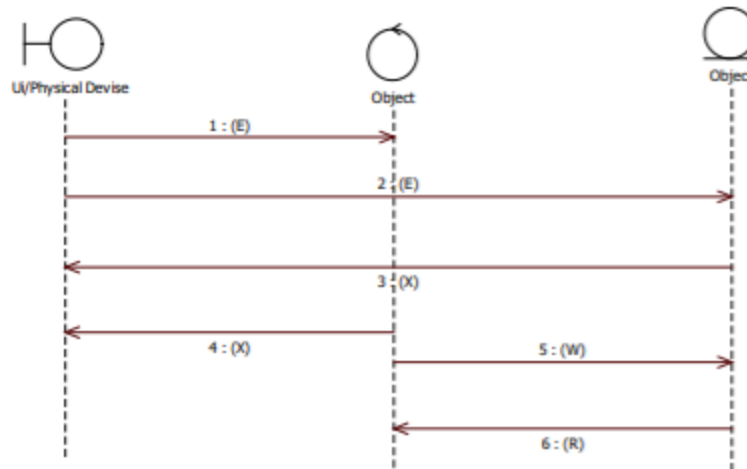 Ui/Physical Devise
Object
Objec
1 : (E)
2 : (E)
3 : (X)
4 : (X)
5 : (W)
6 : (R)